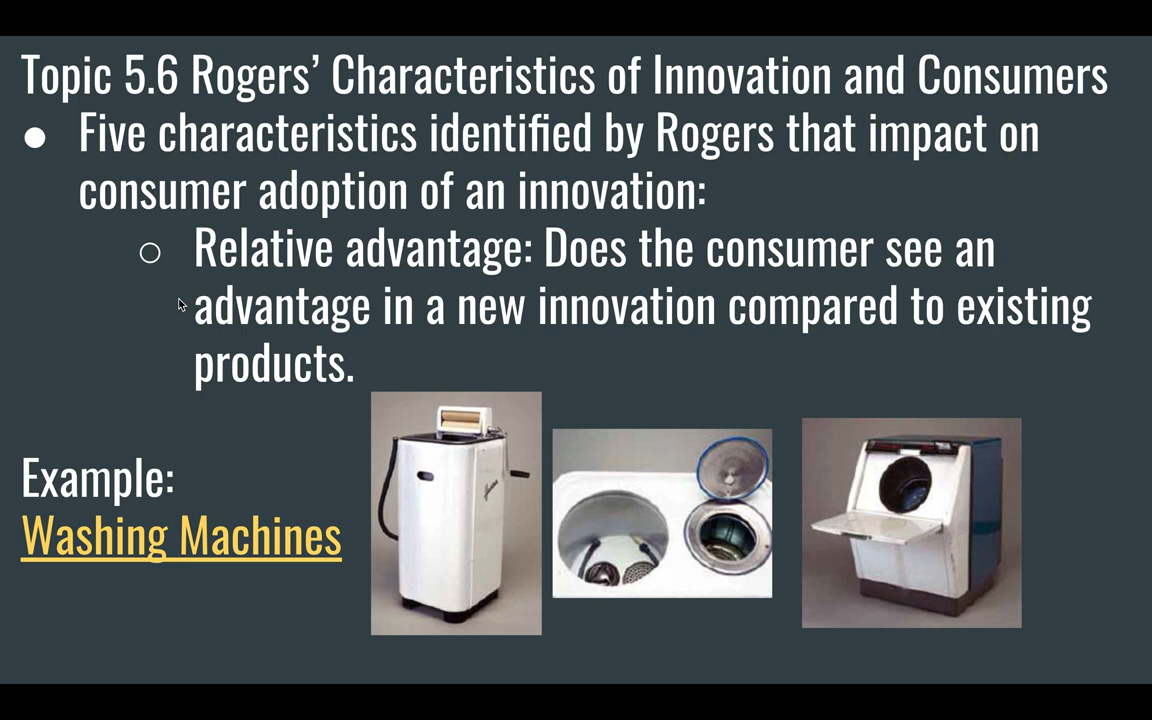 Topic 5.6 Rogers’ Characteristics of Innovation and Consumers
● Five characteristics identified by Rogers that impact on
consumer adoption of an innovation:
○ Relative advantage: Does the consumer see an
advantage in a new innovation compared to existing
products.
Example:
Washing Machines